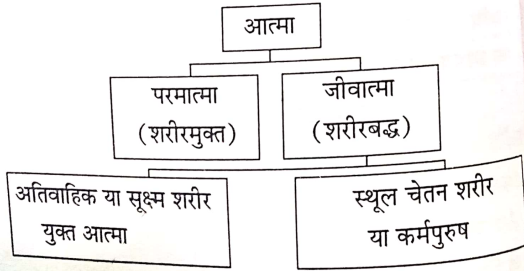 आत्मा
परमात्मा
(शरीरमुक्त)
जीवात्मा
(शरीरबद्ध)
अतिवाहिक या सूक्ष्म शरीर
युक्त आत्मा
स्थूल चेतन शरीर
या कर्मपुरुष